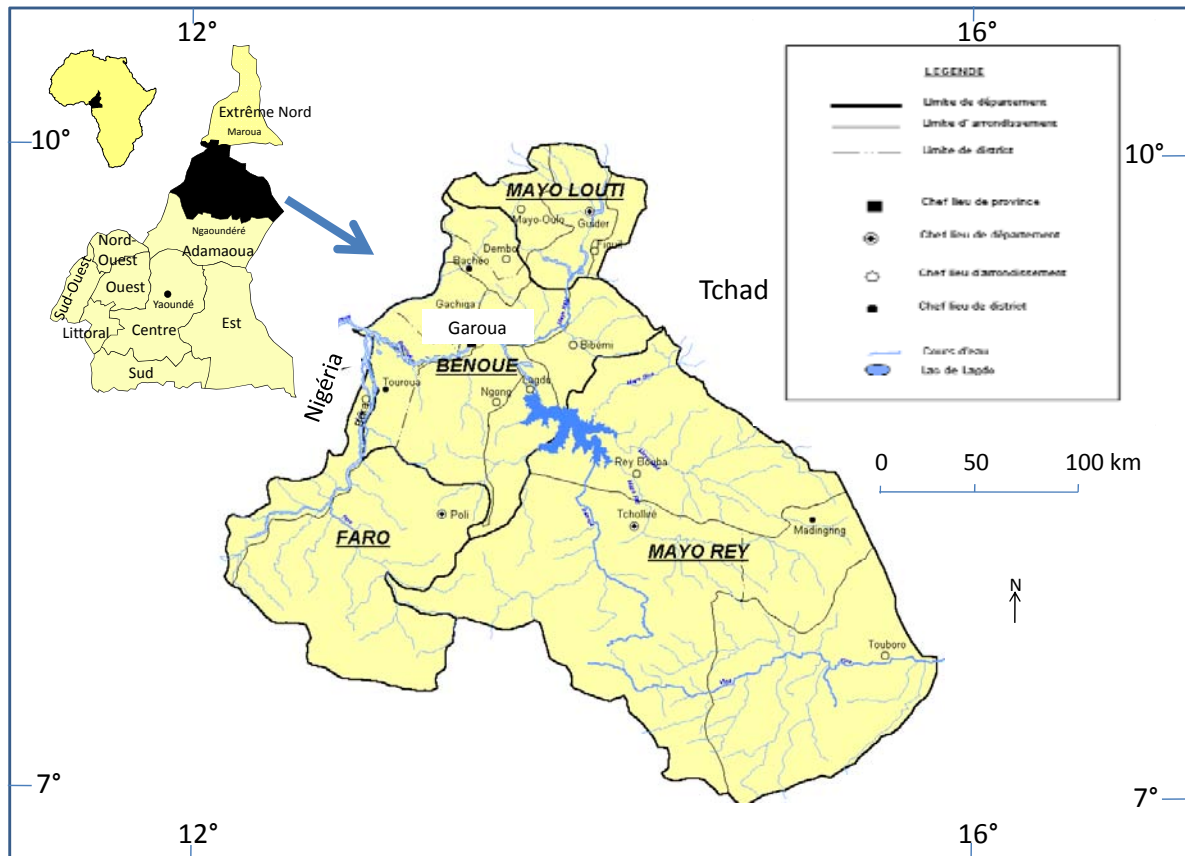 12°
16°
10°
10°
Extrême Nord
Maroua
Ngaoundéré
Adamaoua
Nord-
Ouest
Sud-Ouest
Ouest
Yaoundé
Littoral
Centre
Est
Sud
LEGENDE
Limite de département
Limite d'arrondissement
Limite de district
Chef lieu de province
Chef lieu de département
Chef lieu d'arrondissement
Chef lieu de district
Cours d'eau
Lac de Lagdo
MAYO LOUTI
Mayo-Oulo
Guider
Figuil
Dembo
Bachéo
Tchad
Gachiga
Garoua
Bibémi
BENOUE
Nigéria
Touroua
Ngong
Lagdo
Rey Bouba
Poli
Tcholliré
Madingring
FARO
MAYO REY
0 50 100 km
N
Touboro
7°
7°
12°
16°